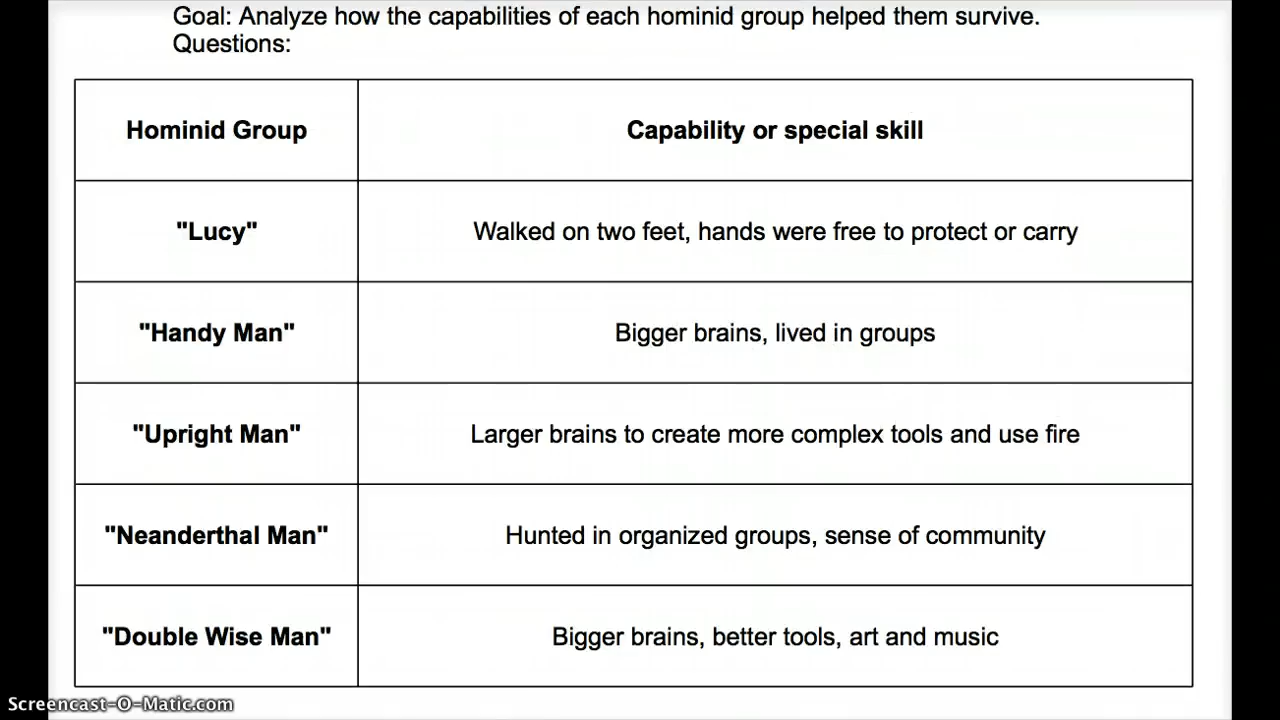 Goal: Analyze how the capabilities of each hominid group helped them survive.
Questions:
Hominid Group
Capability or special skill
"Lucy"
Walked on two feet, hands were free to protect or carry
"Handy Man"
Bigger brains, lived in groups
"Upright Man"
Larger brains to create more complex tools and use fire
"Neanderthal Man"
Hunted in organized groups, sense of community
"Double Wise Man"
Bigger brains, better tools, art and music
Screencast-O-Matic.com